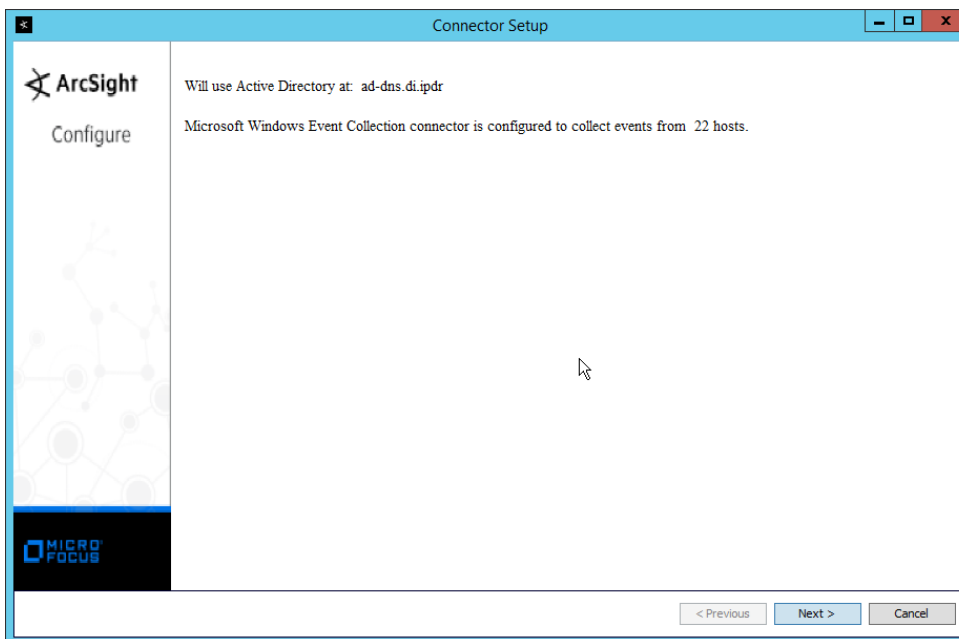 Connector Setup
ArcSight
Configure
Will use Active Directory at: ad-dns.di.ipdr
Microsoft Windows Event Collection connector is configured to collect events from 22 hosts.
MICRO
FOCUS
< Previous
Next >
Cancel